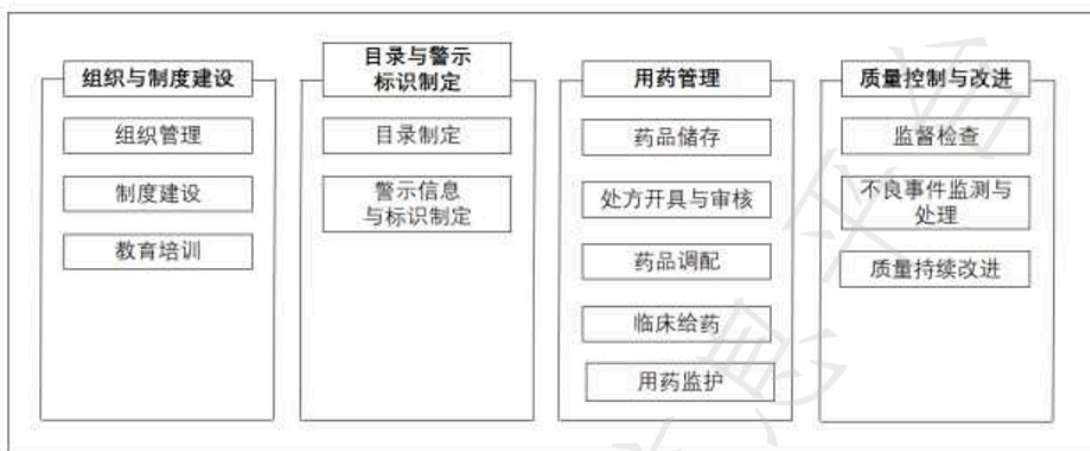 组织与制度建设
组织管理
制度建设
教育培训
目录与警示
标识制定
目录制定
警示信息
与标识制定
用药管理
药品储存
处方开具与审核
药品调配
临床给药
用药监护
质量控制与改进
监督检查
不良事件监测与
处理
质量持续改进